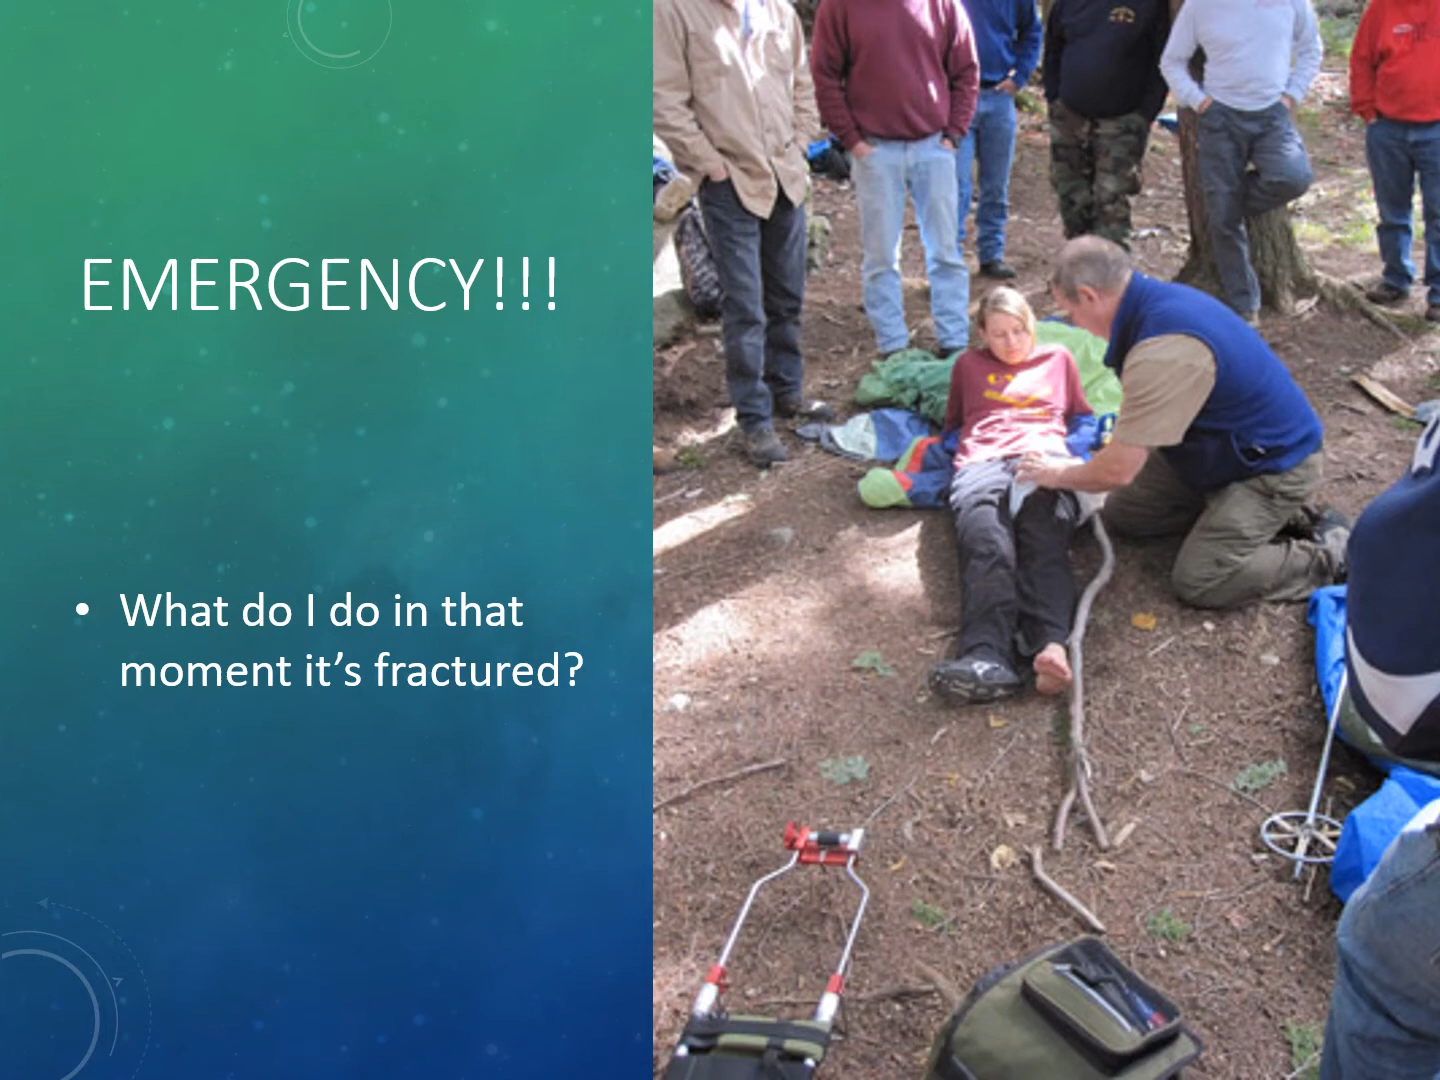 EMERGENCY!!!
• What do I do in that
moment it’s fractured?